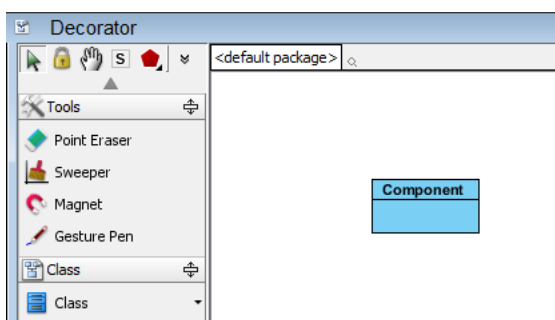 Decorator
S
<default package>
Tools
Point Eraser
Sweeper
Component
Magnet
Gesture Pen
Class
Class